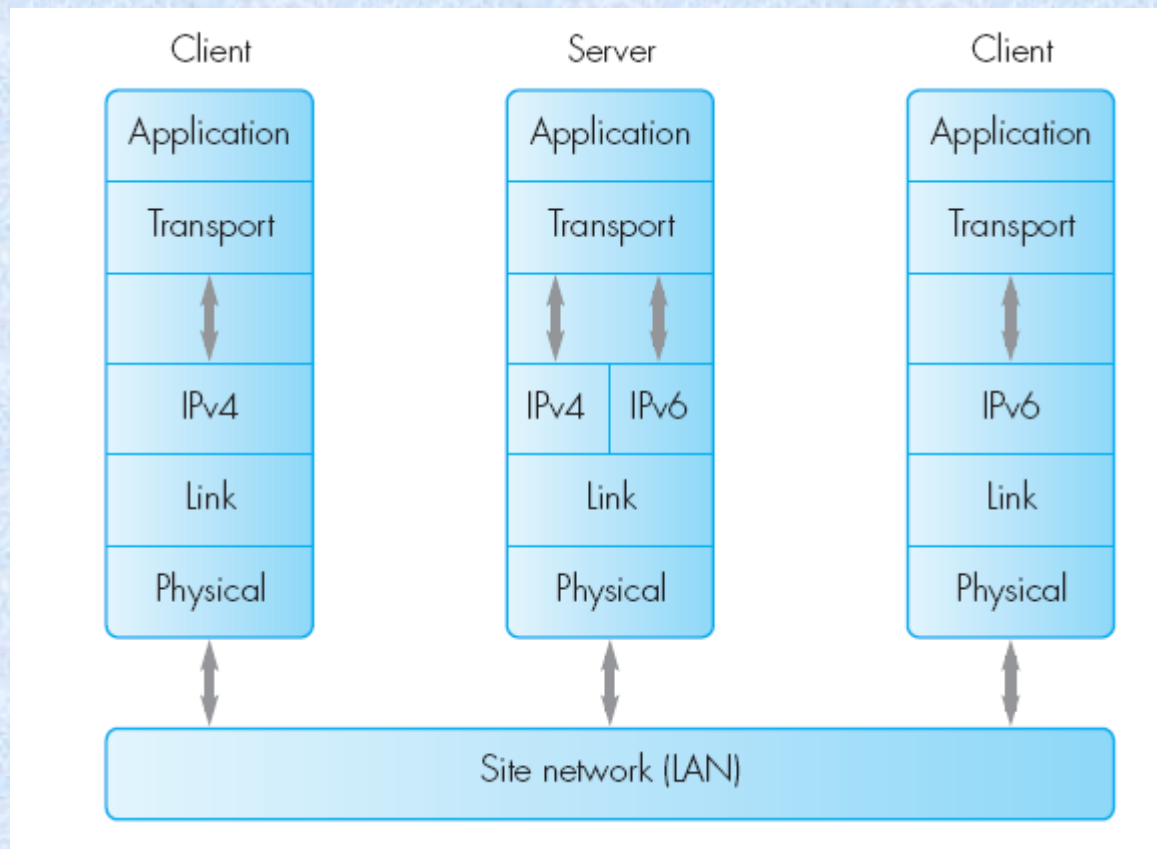 Client
Server
Client
Application
Application
Application
Transport
Transport
Transport
IPv4
IPv4
IPv6
IPv6
Link
Link
Link
Physical
Physical
Physical
Site network (LAN)